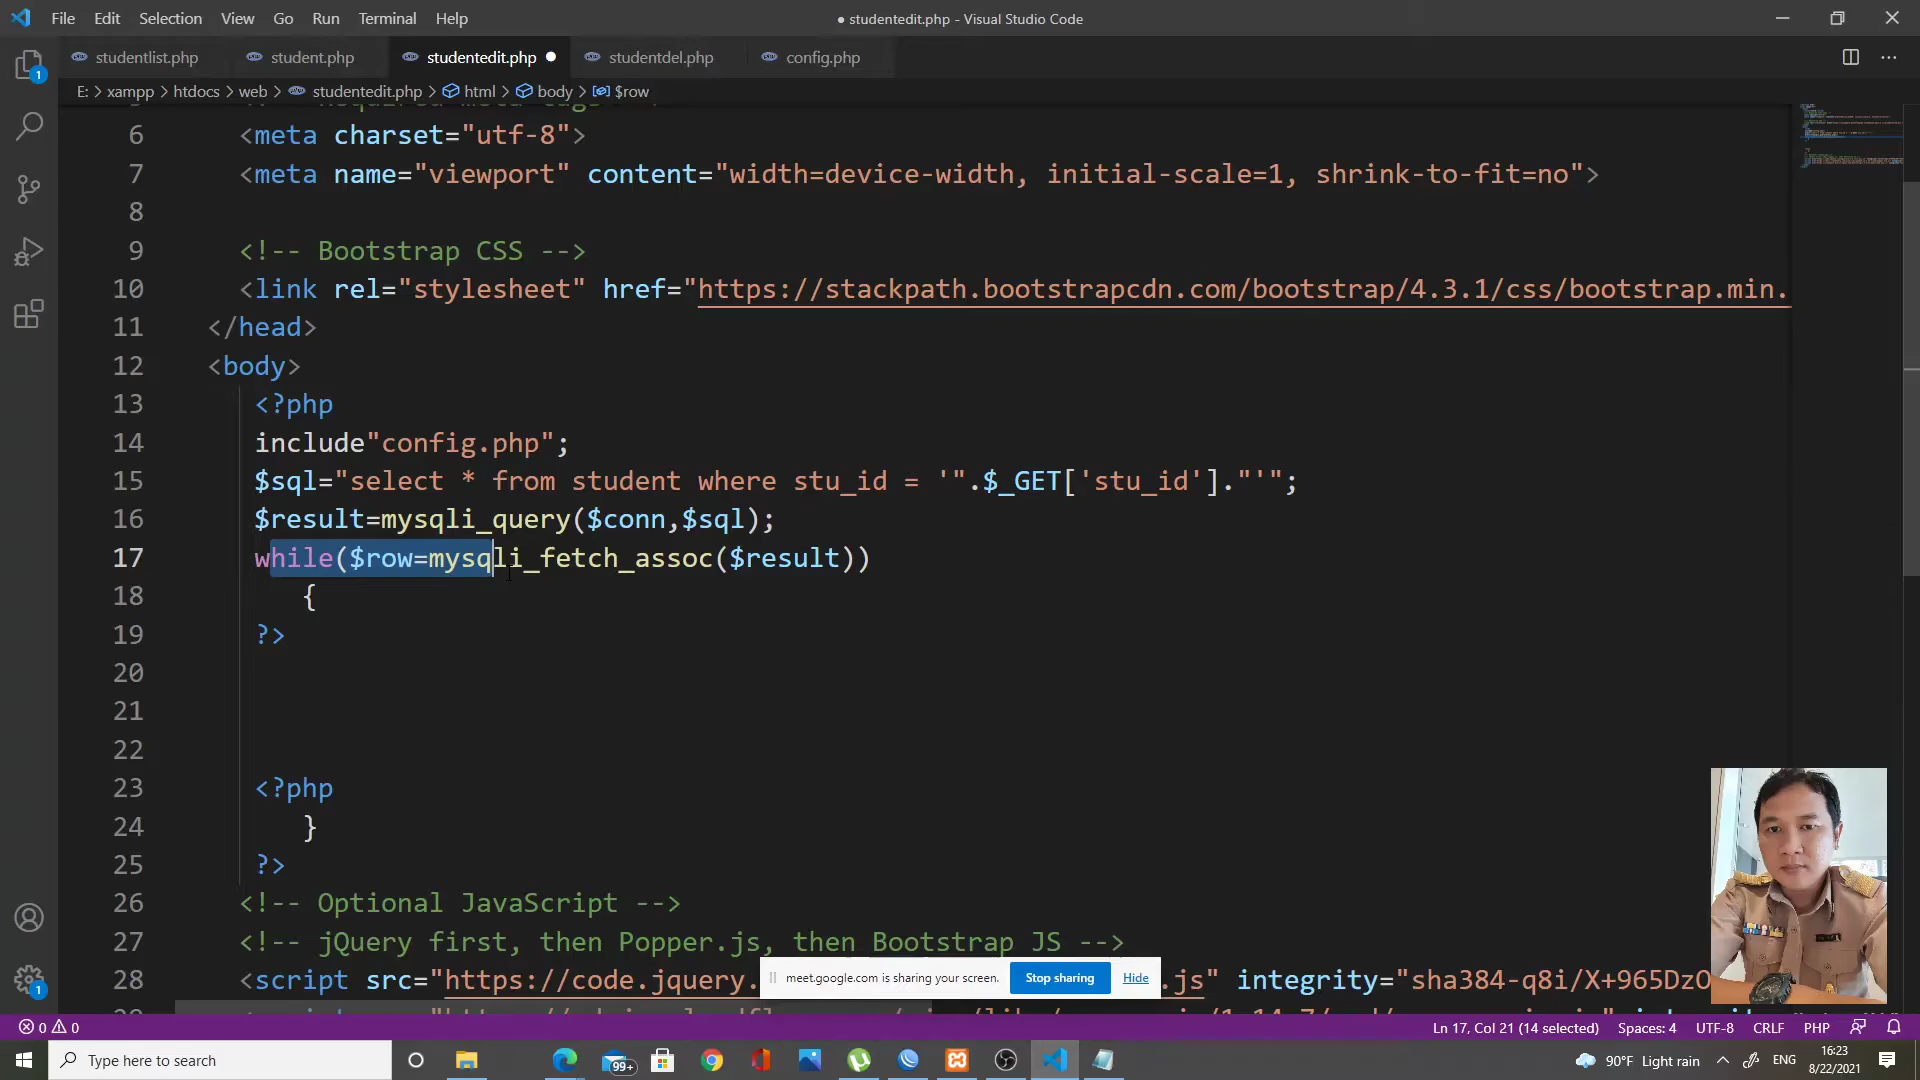 File Edit Selection View Go Run Terminal Help
● studentedit.php - Visual Studio Code
studentlist.php student.php studentedit.php studentdel.php config.php
E: > xampp > htdocs > web > studentedit.php > html > body > $row
6 <meta charset="utf-8">
7 <meta name="viewport" content="width=device-width, initial-scale=1, shrink-to-fit=no">
8
9 <!-- Bootstrap CSS -->
10 <link rel="stylesheet" href="https://stackpath.bootstrapcdn.com/bootstrap/4.3.1/css/bootstrap.min.
11 </head>
12 <body>
13 <?php
14 include"config.php";
15 $sql="select * from student where stu_id = '".$_GET['stu_id']."'";
16 $result=mysqli_query($conn,$sql);
17 while($row=mysqli_fetch_assoc($result))
18 {
19 ?>
20
21
22
23 <?php
24 }
25 ?>
26 <!-- Optional JavaScript -->
27 <!-- jQuery first, then Popper.js, then Bootstrap JS -->
28 <script src="https://code.jquery. .js" integrity="sha384-q8i/X+965DzO
meet.google.com is sharing your screen. Stop sharing Hide
0 0 Ln 17, Col 21 (14 selected) Spaces: 4 UTF-8 CRLF PHP
Type here to search
99+
90°F Light rain ENG
16:23
8/22/2021
1
1